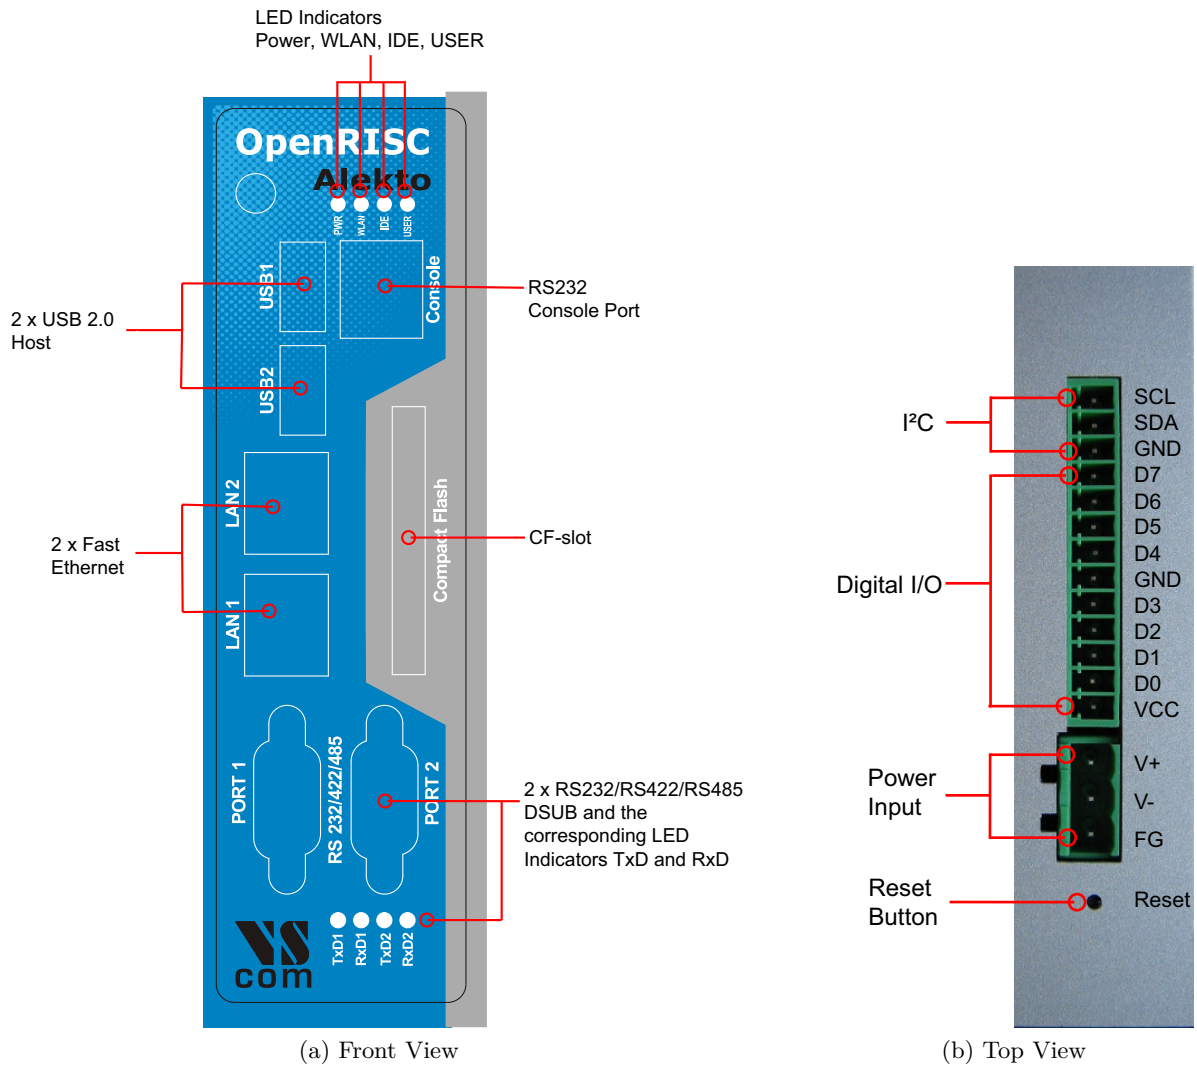 LED Indicators
Power, WLAN, IDE, USER
OpenRISC
Alekto
PWR
WLAN
IDE
USER
USB1
Console
RS232
Console Port
2 x USB 2.0
Host
USB2
LAN 2
Compact Flash
CF-slot
2 x Fast
Ethernet
LAN 1
PORT 1
RS 232/422/485
PORT 2
2 x RS232/RS422/RS485
DSUB and the
corresponding LED
Indicators TxD and RxD
TxD1
RxD1
TxD2
RxD2
VS
com
(a) Front View
I²C
SCL
SDA
GND
D7
D6
D5
D4
GND
D3
D2
D1
D0
VCC
Digital I/O
Power
Input
V+
V-
FG
Reset
Button
Reset
(b) Top View